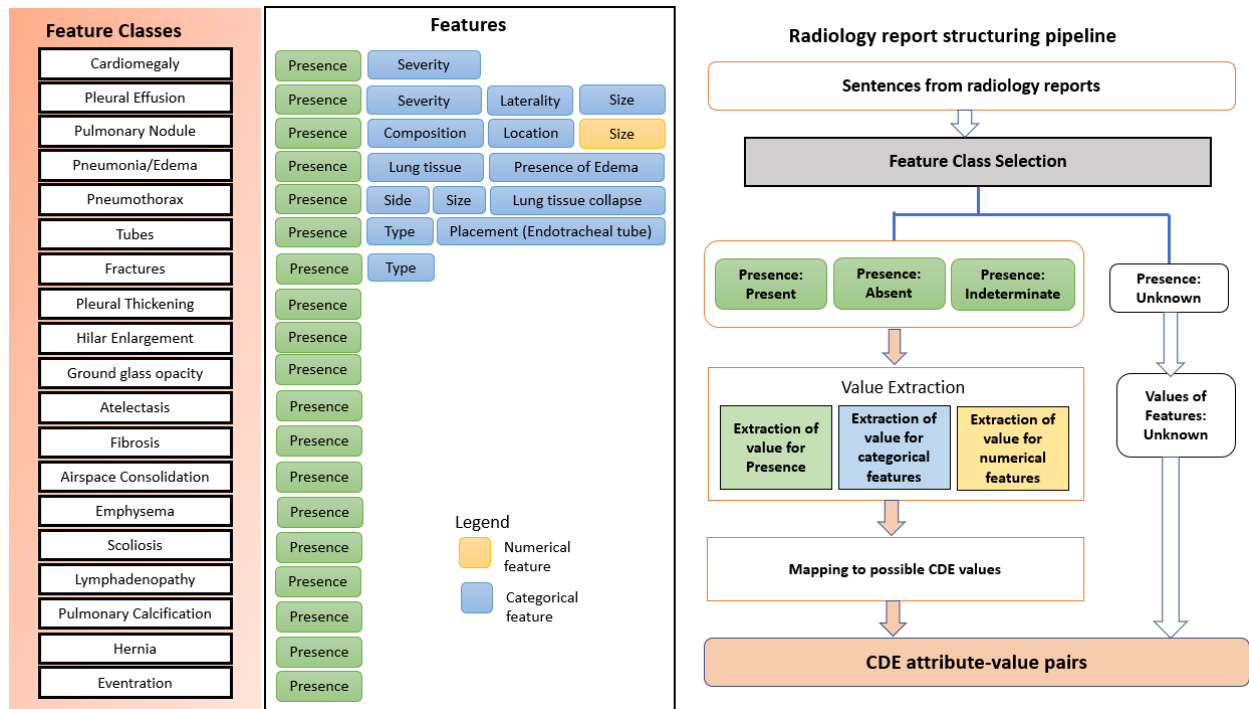 Feature Classes
Cardiomegaly
Pleural Effusion
Pulmonary Nodule
Pneumonia/Edema
Pneumothorax
Tubes
Fractures
Pleural Thickening
Hilar Enlargement
Ground glass opacity
Atelectasis
Fibrosis
Airspace Consolidation
Emphysema
Scoliosis
Lymphadenopathy
Pulmonary Calcification
Hernia
Eventration
Features
Presence Severity
Presence Severity Laterality Size
Presence Composition Location Size
Presence Lung tissue Presence of Edema
Presence Side Size Lung tissue collapse
Presence Type Placement (Endotracheal tube)
Presence Type
Presence
Presence
Presence
Presence
Presence
Presence
Presence
Presence
Presence
Presence
Presence
Presence
Legend
Numerical
feature
Categorical
feature
Radiology report structuring pipeline
Sentences from radiology reports
Feature Class Selection
Presence:
Present
Presence:
Absent
Presence:
Indeterminate
Presence:
Unknown
Value Extraction
Extraction of
value for
Presence
Extraction of
value for
categorical
features
Extraction of
value for
numerical
features
Values of
Features:
Unknown
Mapping to possible CDE values
CDE attribute-value pairs